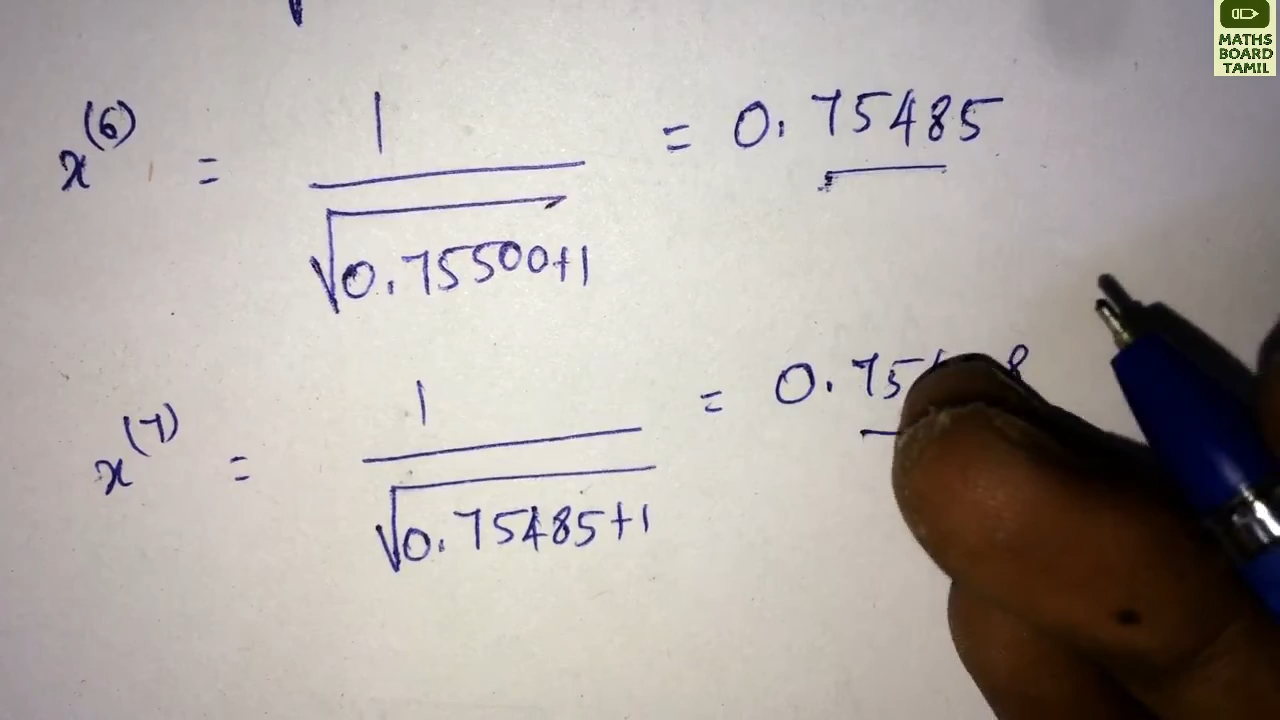 MATHS
BOARD
TAMIL
x^(6) = 1 / √(0.75500+1) = 0.75485
x^(7) = 1 / √(0.75485+1) = 0.75